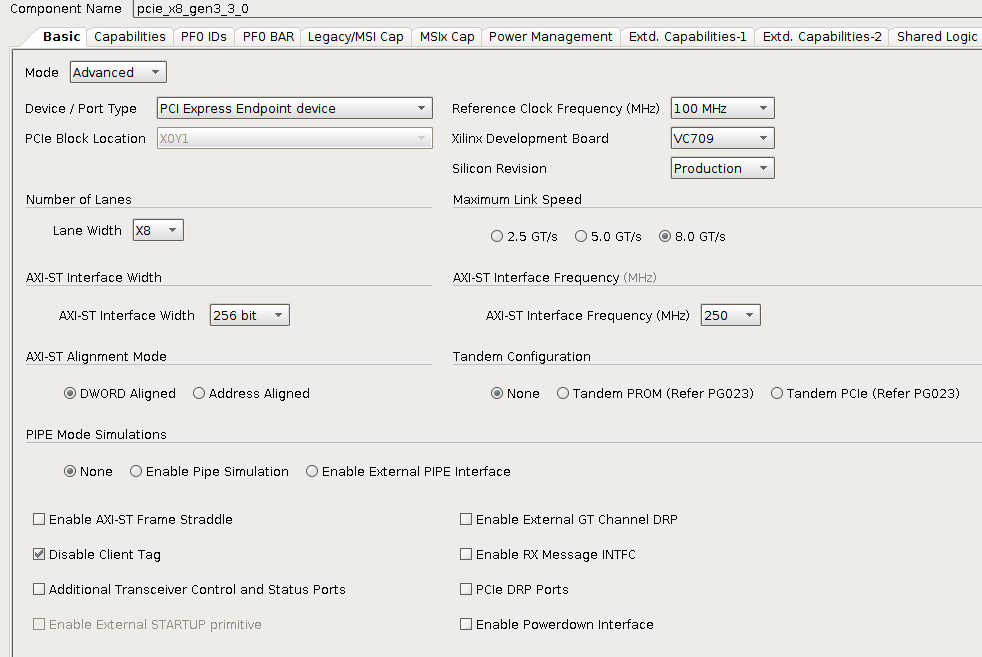 Component Name pcie_x8_gen3_3_0
Basic Capabilities PF0 IDs PF0 BAR Legacy/MSI Cap MSIx Cap Power Management Extd. Capabilities-1 Extd. Capabilities-2 Shared Logic
Mode Advanced
Device / Port Type PCI Express Endpoint device Reference Clock Frequency (MHz) 100 MHz
PCIe Block Location X0Y1 Xilinx Development Board VC709
Silicon Revision Production
Number of Lanes Maximum Link Speed
Lane Width X8 2.5 GT/s 5.0 GT/s 8.0 GT/s
AXI-ST Interface Width AXI-ST Interface Frequency (MHz)
AXI-ST Interface Width 256 bit AXI-ST Interface Frequency (MHz) 250
AXI-ST Alignment Mode Tandem Configuration
DWORD Aligned Address Aligned None Tandem PROM (Refer PG023) Tandem PCIe (Refer PG023)
PIPE Mode Simulations
None Enable Pipe Simulation Enable External PIPE Interface
Enable AXI-ST Frame Straddle Enable External GT Channel DRP
Disable Client Tag Enable RX Message INTFC
Additional Transceiver Control and Status Ports PCIe DRP Ports
Enable External STARTUP primitive Enable Powerdown Interface